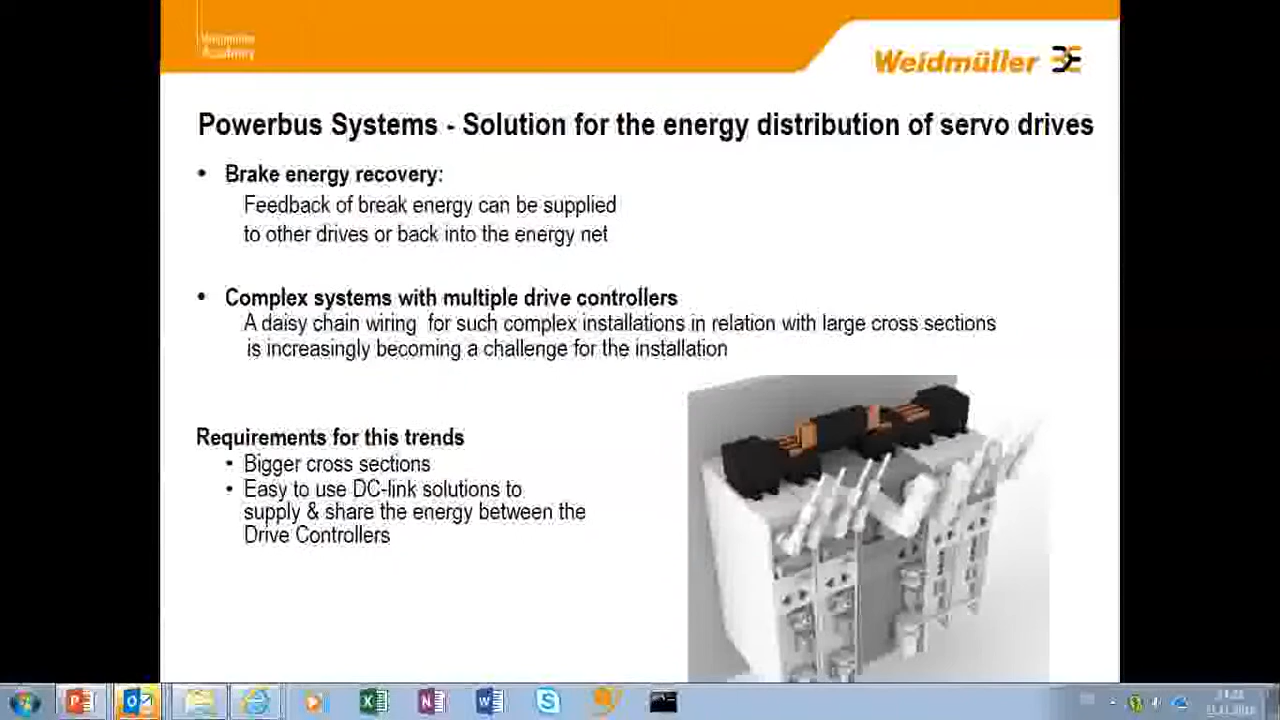 Weidmüller
Academy
Weidmüller
Powerbus Systems - Solution for the energy distribution of servo drives
• Brake energy recovery:
Feedback of break energy can be supplied
to other drives or back into the energy net
• Complex systems with multiple drive controllers
A daisy chain wiring for such complex installations in relation with large cross sections
is increasingly becoming a challenge for the installation
Requirements for this trends
• Bigger cross sections
• Easy to use DC-link solutions to
supply & share the energy between the
Drive Controllers